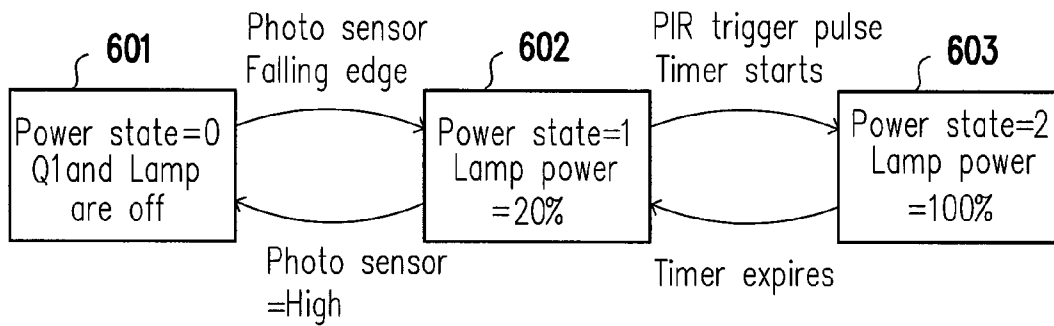 601
Photo sensor
Falling edge
602
PIR trigger pulse
Timer starts
603
Power state=0
Q1and Lamp
are off
Power state=1
Lamp power
=20%
Power state=2
Lamp power
=100%
Photo sensor
=High
Timer expires